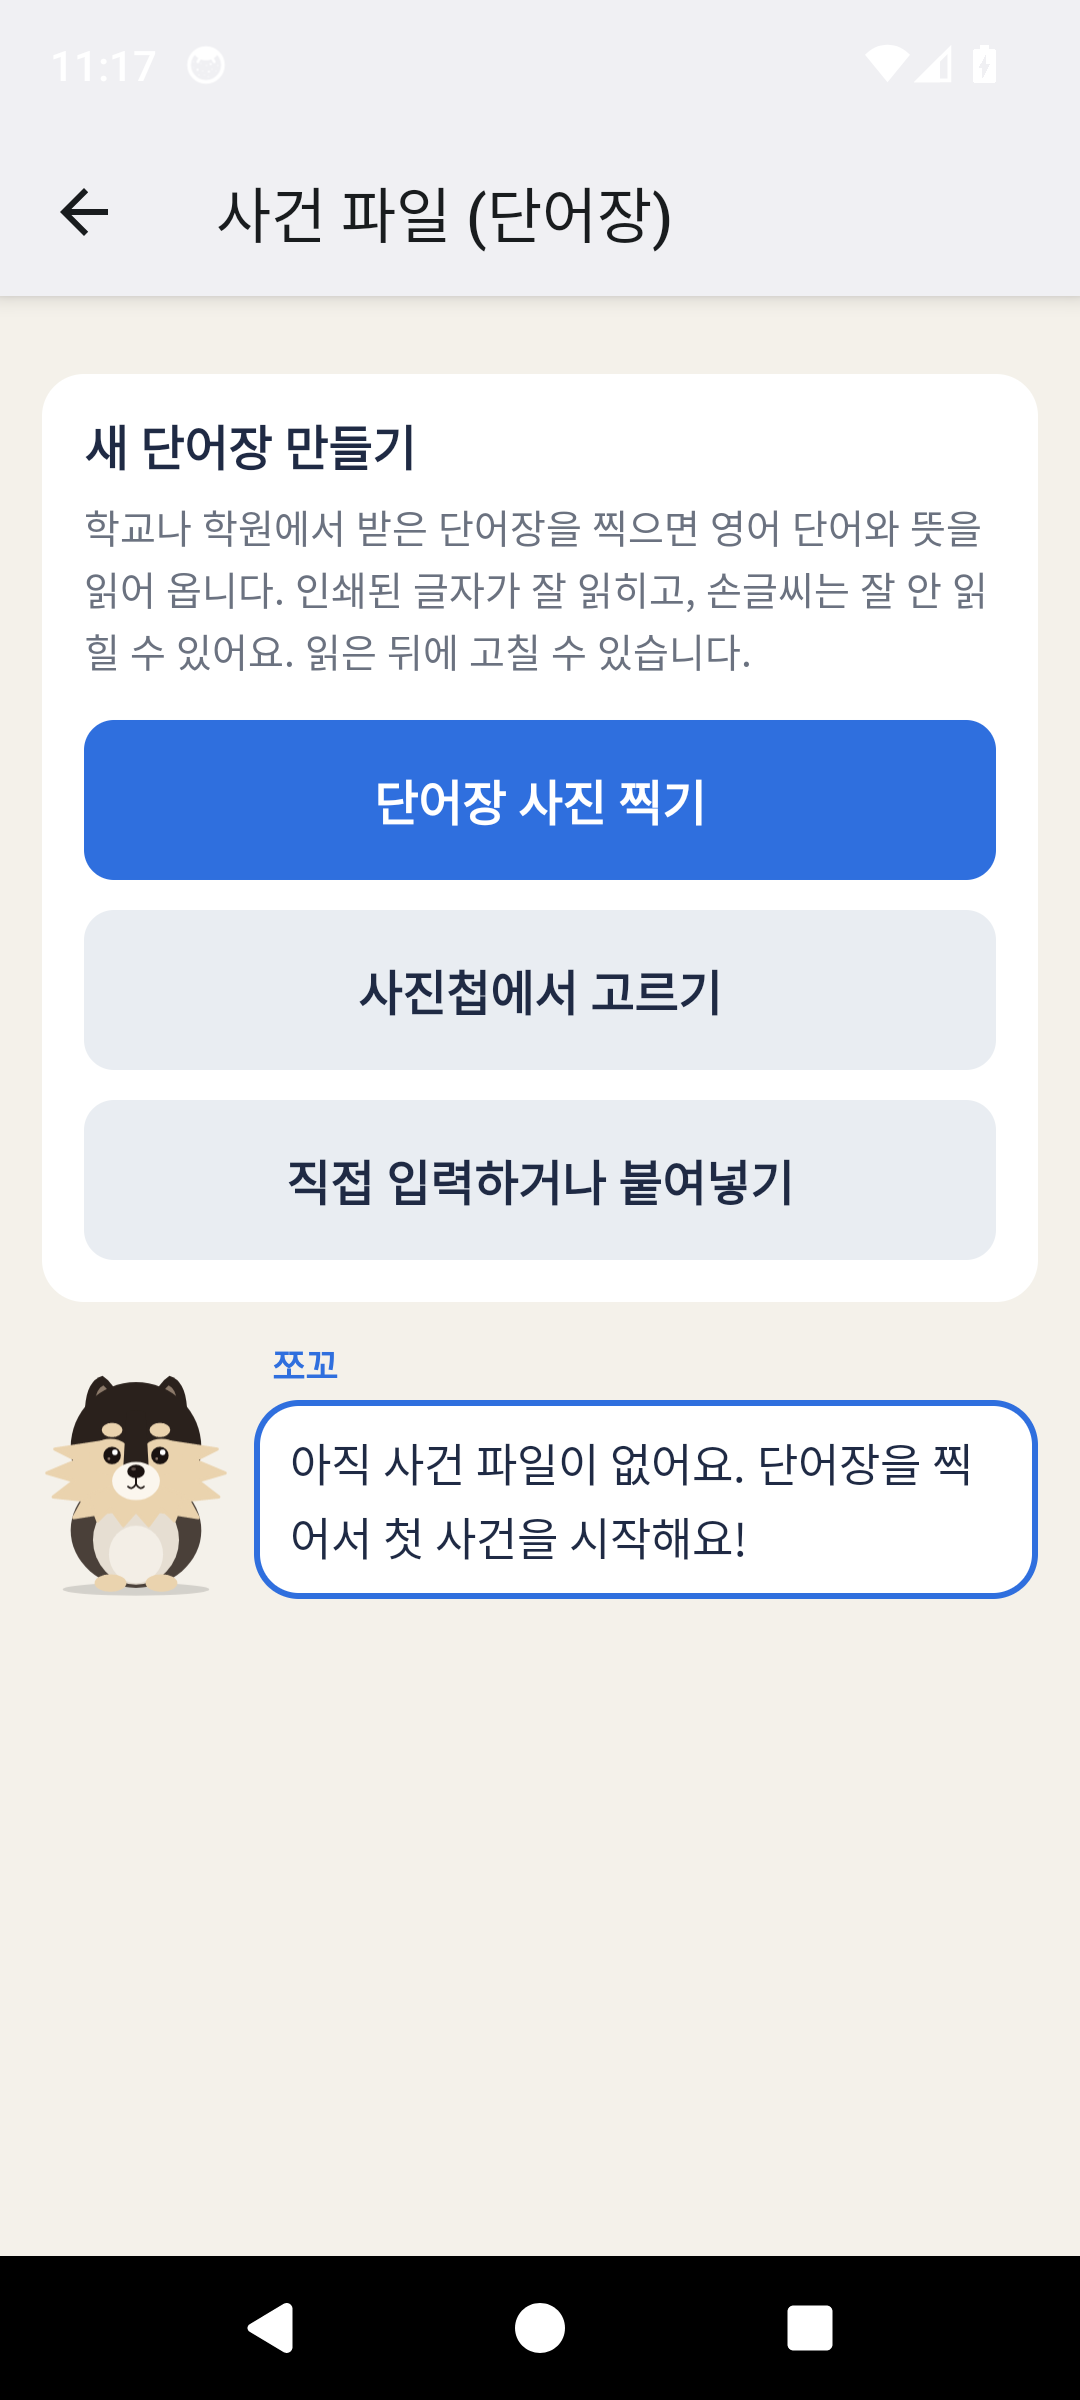 11:17
사건 파일 (단어장)
새 단어장 만들기
학교나 학원에서 받은 단어장을 찍으면 영어 단어와 뜻을
읽어 옵니다. 인쇄된 글자가 잘 읽히고, 손글씨는 잘 안 읽
힐 수 있어요. 읽은 뒤에 고칠 수 있습니다.
단어장 사진 찍기
사진첩에서 고르기
직접 입력하거나 붙여넣기
쪼꼬
아직 사건 파일이 없어요. 단어장을 찍
어서 첫 사건을 시작해요!